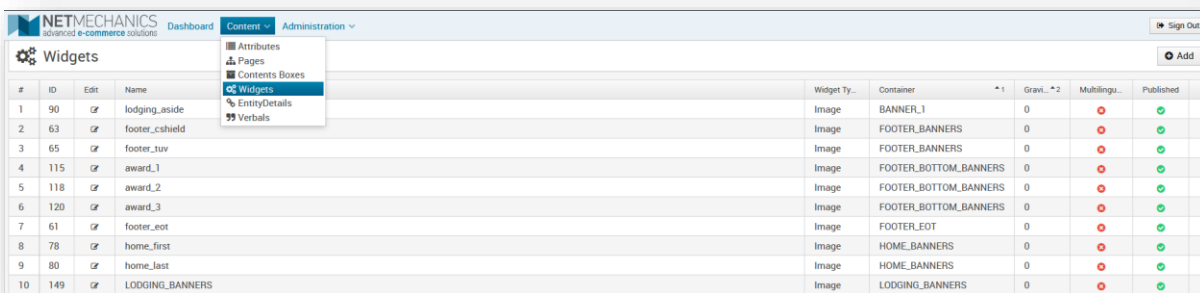 NETMECHANICS
advanced e-commerce solutions
Dashboard Content Administration
Sign Out
Widgets
Add
Attributes
Pages
Contents Boxes
Widgets
EntityDetails
Verbals
# ID Edit Name Widget Ty... Container 1 Gravi... 2 Multilingu... Published
1 90 lodging_aside Image BANNER_1 0
2 63 footer_cshield Image FOOTER_BANNERS 0
3 65 footer_tuv Image FOOTER_BANNERS 0
4 115 award_1 Image FOOTER_BOTTOM_BANNERS 0
5 118 award_2 Image FOOTER_BOTTOM_BANNERS 0
6 120 award_3 Image FOOTER_BOTTOM_BANNERS 0
7 61 footer_eot Image FOOTER_EOT 0
8 78 home_first Image HOME_BANNERS 0
9 80 home_last Image HOME_BANNERS 0
10 149 LODGING_BANNERS Image LODGING_BANNERS 0